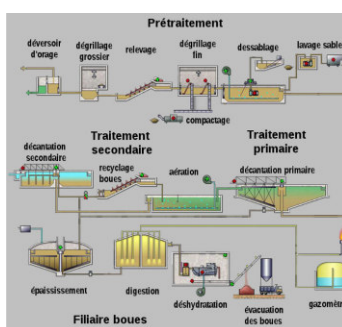 Prétraitement
déversoir
d'orage
dégrillage
grossier
relevage
dégrillage
fin
dessablage
lavage sable
compactage
Traitement
secondaire
Traitement
primaire
décantation
secondaire
recyclage
boues
aération
décantation primaire
épaississement
digestion
déshydratation
évacuation
des boues
gazomètr
Filiaire boues